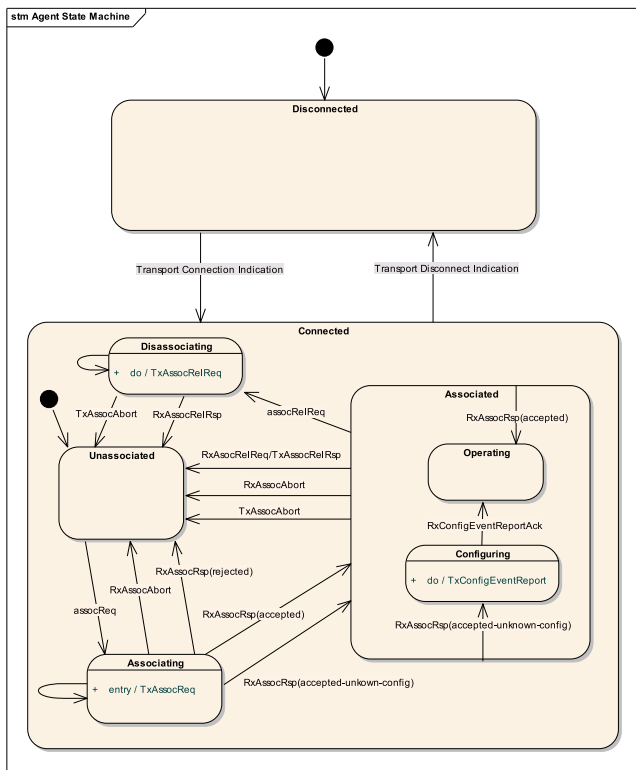 stm Agent State Machine
Disconnected
Transport Connection Indication
Transport Disconnect Indication
Connected
Disassociating
+ do / TxAssocRelReq
Associated
TxAssocAbort
RxAssocRelRsp
assocRelReq
RxAssocRsp(accepted)
Unassociated
RxAsocRelReq/TxAssocRelRsp
Operating
RxAssocAbort
TxAssocAbort
RxConfigEventReportAck
Configuring
+ do / TxConfigEventReport
RxAssocRsp(rejected)
RxAssocAbort
assocReq
RxAssocRsp(accepted)
RxAssocRsp(accepted-unknown-config)
Associating
+ entry / TxAssocReq
RxAssocRsp(accepted-unkown-config)